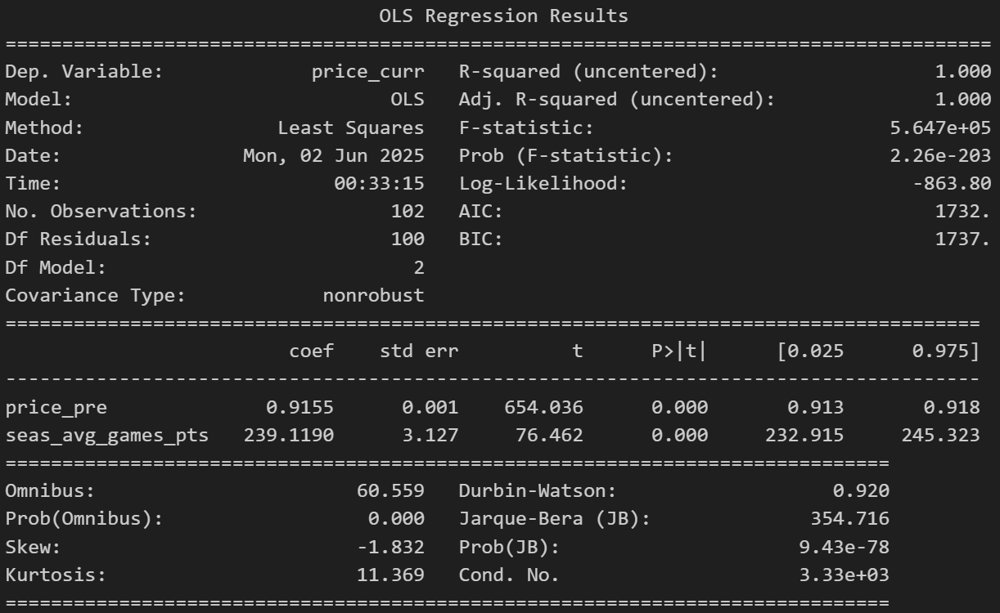 OLS Regression Results
=======================================================================================
Dep. Variable: price_curr R-squared (uncentered): 1.000
Model: OLS Adj. R-squared (uncentered): 1.000
Method: Least Squares F-statistic: 5.647e+05
Date: Mon, 02 Jun 2025 Prob (F-statistic): 2.26e-203
Time: 00:33:15 Log-Likelihood: -863.80
No. Observations: 102 AIC: 1732.
Df Residuals: 100 BIC: 1737.
Df Model: 2
Covariance Type: nonrobust
======================================================================================
coef std err t P>|t| [0.025 0.975]
--------------------------------------------------------------------------------------
price_pre 0.9155 0.001 654.036 0.000 0.913 0.918
seas_avg_games_pts 239.1190 3.127 76.462 0.000 232.915 245.323
==============================================================================
Omnibus: 60.559 Durbin-Watson: 0.920
Prob(Omnibus): 0.000 Jarque-Bera (JB): 354.716
Skew: -1.832 Prob(JB): 9.43e-78
Kurtosis: 11.369 Cond. No. 3.33e+03
==============================================================================